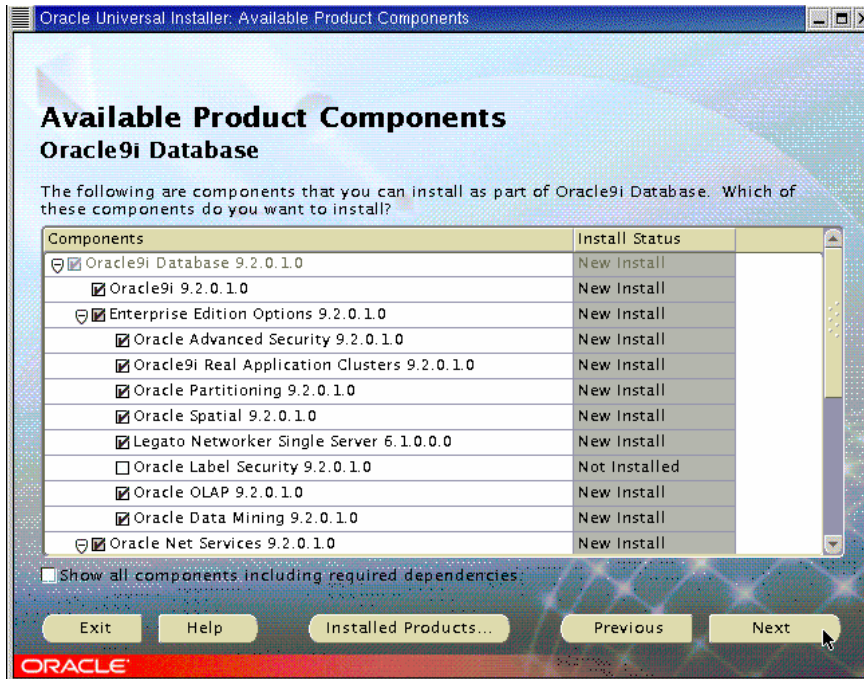 Oracle Universal Installer: Available Product Components
Available Product Components
Oracle9i Database
The following are components that you can install as part of Oracle9i Database. Which of
these components do you want to install?
Components Install Status
Oracle9i Database 9.2.0.1.0 New Install
Oracle9i 9.2.0.1.0 New Install
Enterprise Edition Options 9.2.0.1.0 New Install
Oracle Advanced Security 9.2.0.1.0 New Install
Oracle9i Real Application Clusters 9.2.0.1.0 New Install
Oracle Partitioning 9.2.0.1.0 New Install
Oracle Spatial 9.2.0.1.0 New Install
Legato Networker Single Server 6.1.0.0.0 New Install
Oracle Label Security 9.2.0.1.0 Not Installed
Oracle OLAP 9.2.0.1.0 New Install
Oracle Data Mining 9.2.0.1.0 New Install
Oracle Net Services 9.2.0.1.0 New Install
Show all components including required dependencies
Exit Help Installed Products... Previous Next
ORACLE